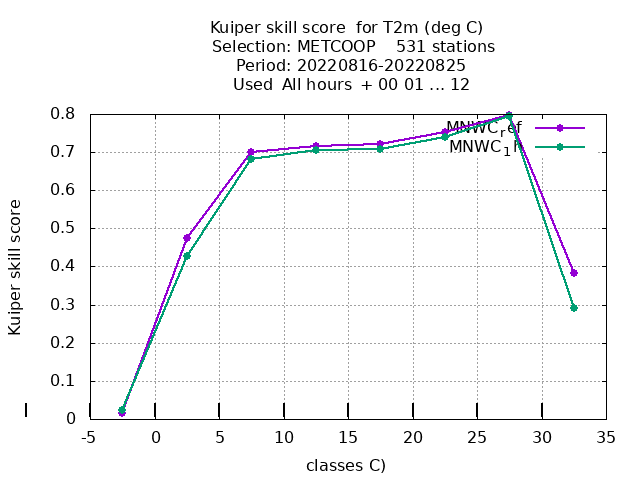 Kuiper skill score  for T2m (deg C)
Selection: METCOOP    531 stations
Period: 20220816-20220825
Used  All hours  + 00 01 ... 12
Kuiper skill score
0.8
0.7
0.6
0.5
0.4
0.3
0.2
0.1
0
MNWC_ref
MNWC_1h
-5 0 5 10 15 20 25 30 35
classes C)